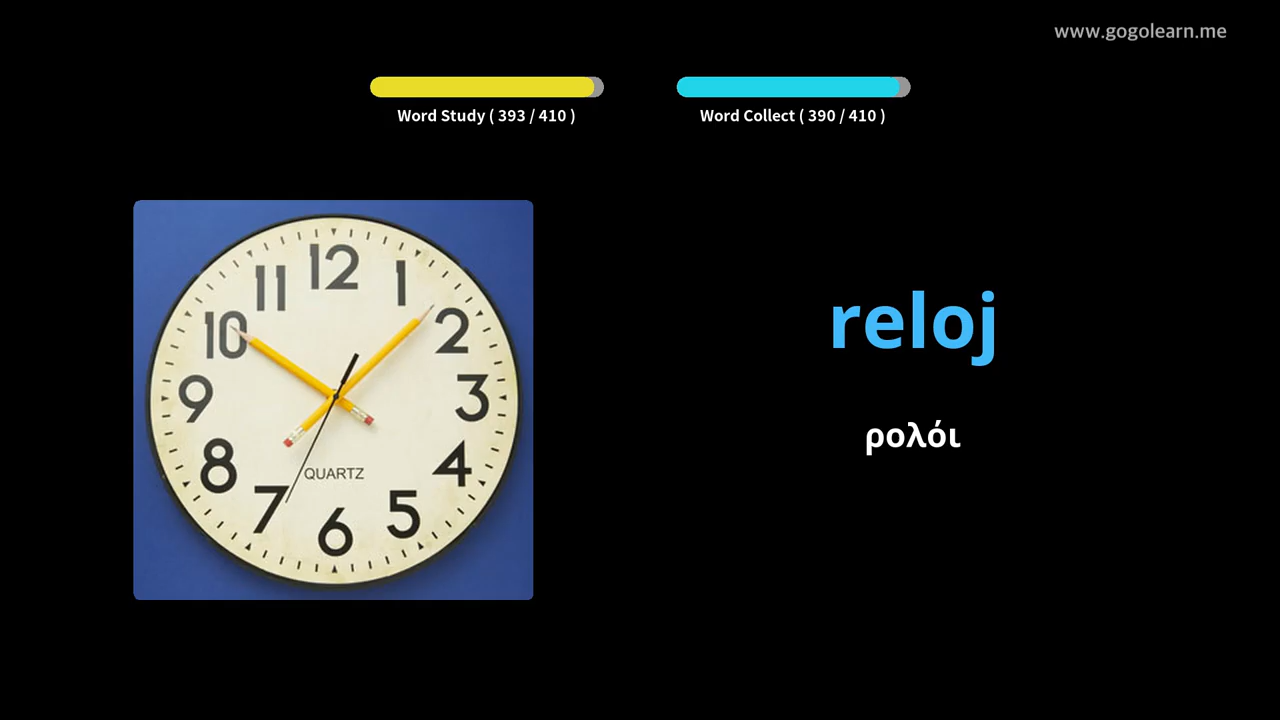 www.gogolearn.me
Word Study ( 393 / 410 )
Word Collect ( 390 / 410 )
12
11
1
10
2
9
3
8
4
QUARTZ
7
5
6
reloj
ρολόι